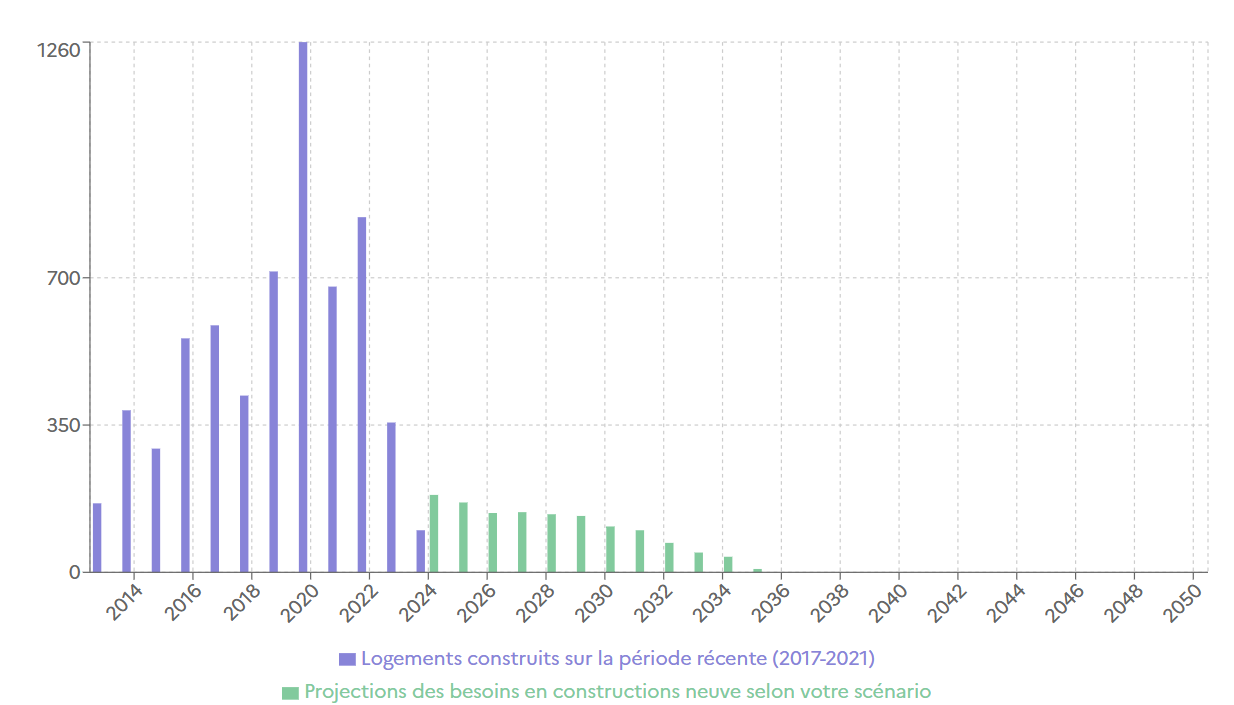 1260
700
350
0
2014 2016 2018 2020 2022 2024 2026 2028 2030 2032 2034 2036 2038 2040 2042 2044 2046 2048 2050
Logements construits sur la période récente (2017-2021)
Projections des besoins en constructions neuve selon votre scénario